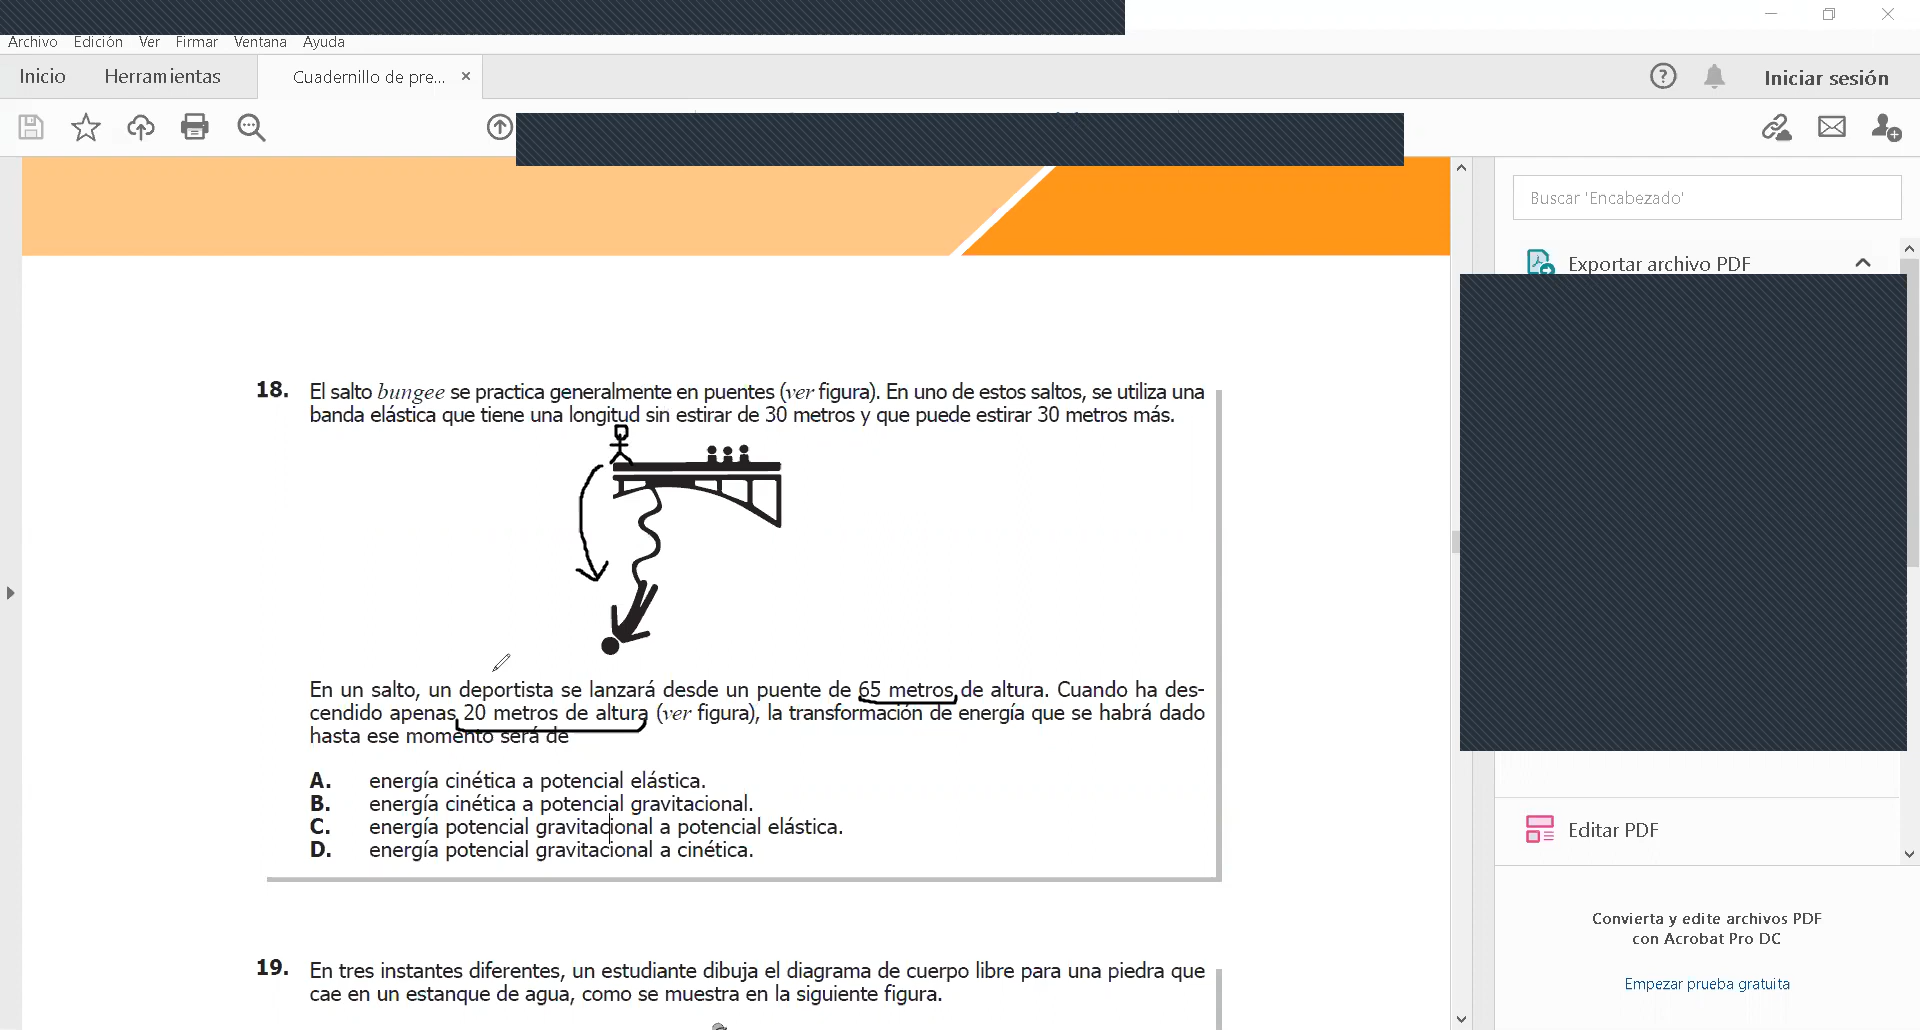 Archivo Edición Ver Firmar Ventana Ayuda
Inicio Herramientas Cuadernillo de pre... × Iniciar sesión
Buscar 'Encabezado'
Exportar archivo PDF
18. El salto bungee se practica generalmente en puentes (ver figura). En uno de estos saltos, se utiliza una
banda elástica que tiene una longitud sin estirar de 30 metros y que puede estirar 30 metros más.
En un salto, un deportista se lanzará desde un puente de 65 metros de altura. Cuando ha des-
cendido apenas 20 metros de altura (ver figura), la transformación de energía que se habrá dado
hasta ese momento será de
A. energía cinética a potencial elástica.
B. energía cinética a potencial gravitacional.
C. energía potencial gravitacional a potencial elástica.
D. energía potencial gravitacional a cinética.
19. En tres instantes diferentes, un estudiante dibuja el diagrama de cuerpo libre para una piedra que
cae en un estanque de agua, como se muestra en la siguiente figura.
Editar PDF
Convierta y edite archivos PDF
con Acrobat Pro DC
Empezar prueba gratuita